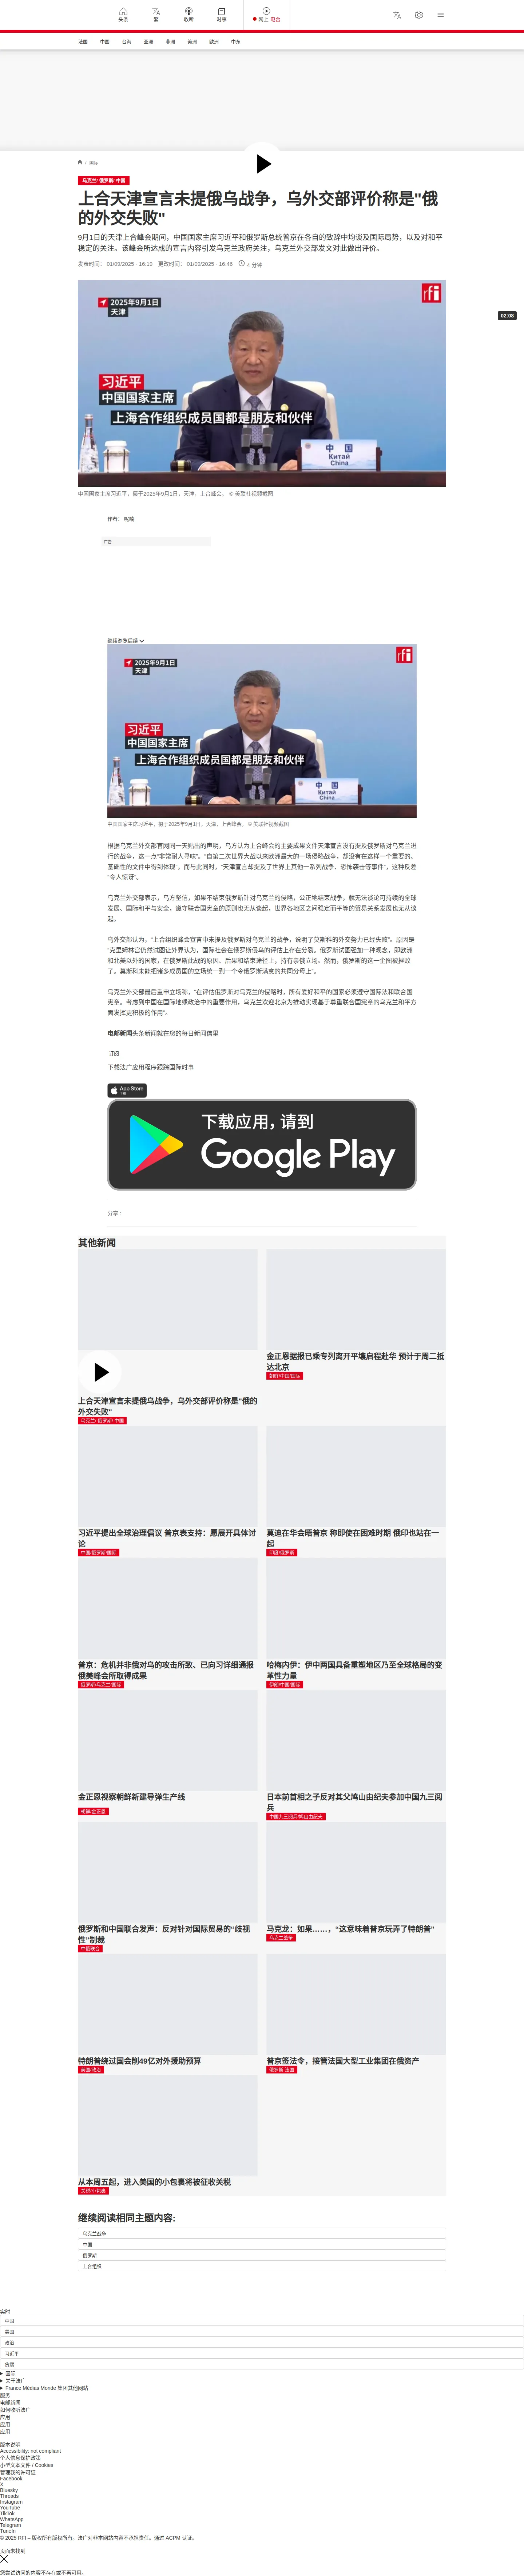 头条
繁
收听
时事
网上 电台
法国
中国
台海
亚洲
非洲
美洲
欧洲
中东
国际
乌克兰/ 俄罗斯/ 中国
上合天津宣言未提俄乌战争，乌外交部评价称是"俄
的外交失败"
9月1日的天津上合峰会期间，中国国家主席习近平和俄罗斯总统普京在各自的致辞中均谈及国际局势，以及对和平
稳定的关注。该峰会所达成的宣言内容引发乌克兰政府关注，乌克兰外交部发文对此做出评价。
发表时间： 01/09/2025 - 16:19 更改时间： 01/09/2025 - 16:46 4 分钟
rfi
2025年9月1日
天津
习近平
中国国家主席
上海合作组织成员国都是朋友和伙伴
中国
Китай
China
02:08
中国国家主席习近平，摄于2025年9月1日，天津，上合峰会。 © 美联社视频截图
作者：
广告
继续浏览后续
rfi
2025年9月1日
天津
习近平
中国国家主席
上海合作组织成员国都是朋友和伙伴
中国
Китай
China
中国国家主席习近平，摄于2025年9月1日，天津，上合峰会。 © 美联社视频截图
根据乌克兰外交部官网同一天贴出的声明，乌方认为上合峰会的主要成果文件天津宣言没有提及俄罗斯对乌克兰进
行的战争，这一点“非常耐人寻味”。“自第二次世界大战以来欧洲最大的一场侵略战争，却没有在这样一个重要的、
基础性的文件中得到体现”。而与此同时，“天津宣言却提及了世界上其他一系列战争、恐怖袭击等事件”，这种反差
“令人惊讶”。
乌克兰外交部表示，乌方坚信，如果不结束俄罗斯针对乌克兰的侵略，公正地结束战争，就无法谈论可持续的全球
发展、国际和平与安全，遵守联合国宪章的原则也无从谈起，世界各地区之间稳定而平等的贸易关系发展也无从谈
起。
乌外交部认为，“上合组织峰会宣言中未提及俄罗斯对乌克兰的战争，说明了莫斯科的外交努力已经失败”。原因是
“克里姆林宫仍然试图让外界认为，国际社会在俄罗斯侵乌的评估上存在分裂。俄罗斯试图强加一种观念，即欧洲
和北美以外的国家，在俄罗斯此战的原因、后果和结束途径上，持有亲俄立场。然而，俄罗斯的这一企图被挫败
了。莫斯科未能把诸多成员国的立场统一到一个令俄罗斯满意的共同分母上”。
乌克兰外交部最后重申立场称，“在评估俄罗斯对乌克兰的侵略时，所有爱好和平的国家必须遵守国际法和联合国
宪章。考虑到中国在国际地缘政治中的重要作用，乌克兰欢迎北京为推动实现基于尊重联合国宪章的乌克兰和平方
面发挥更积极的作用”。
电邮新闻头条新闻就在您的每日新闻信里
订阅
下载法广应用程序跟踪国际时事
App Store
下载
下载应用，请到
Google Play
分享 :
其他新闻
上合天津宣言未提俄乌战争，乌外交部评价称是"俄的
外交失败"
乌克兰/ 俄罗斯/ 中国
金正恩据报已乘专列离开平壤启程赴华 预计于周二抵
达北京
朝韩/中国/国际
习近平提出全球治理倡议 普京表支持：愿展开具体讨
论
中国/俄罗斯/国际
莫迪在华会晤普京 称即使在困难时期 俄印也站在一
起
印度/俄罗斯
普京：危机并非俄对乌的攻击所致、已向习详细通报
俄美峰会所取得成果
俄罗斯/乌克兰/国际
哈梅内伊：伊中两国具备重塑地区乃至全球格局的变
革性力量
伊朗/中国/国际
金正恩视察朝鲜新建导弹生产线
朝鲜/金正恩
日本前首相之子反对其父鸠山由纪夫参加中国九三阅
兵
中国九三阅兵/鸠山由纪夫
俄罗斯和中国联合发声：反对针对国际贸易的"歧视
性"制裁
中俄联合
马克龙：如果……，“这意味着普京玩弄了特朗普”
乌克兰战争
特朗普绕过国会削49亿对外援助预算
美国/政治
普京签法令，接管法国大型工业集团在俄资产
俄罗斯 法国
从本周五起，进入美国的小包裹将被征收关税
关税/小包裹
继续阅读相同主题内容:
乌克兰战争
中国
俄罗斯
上合组织
实时
中国
美国
政治
习近平
贪腐
国际
关于法广
France Médias Monde 集团其他网站
服务
电邮新闻
如何收听法广
应用
应用
应用
版本说明
Accessibility: not compliant
个人信息保护政策
小型文本文件 / Cookies
管理我的许可证
Facebook
X
Bluesky
Threads
Instagram
YouTube
TikTok
WhatsApp
Telegram
TuneIn
© 2025 RFI – 版权所有版权所有，法广对非本网站内容不承担责任。通过 ACPM 认证。
页面未找到
您尝试访问的内容不存在或不再可用。